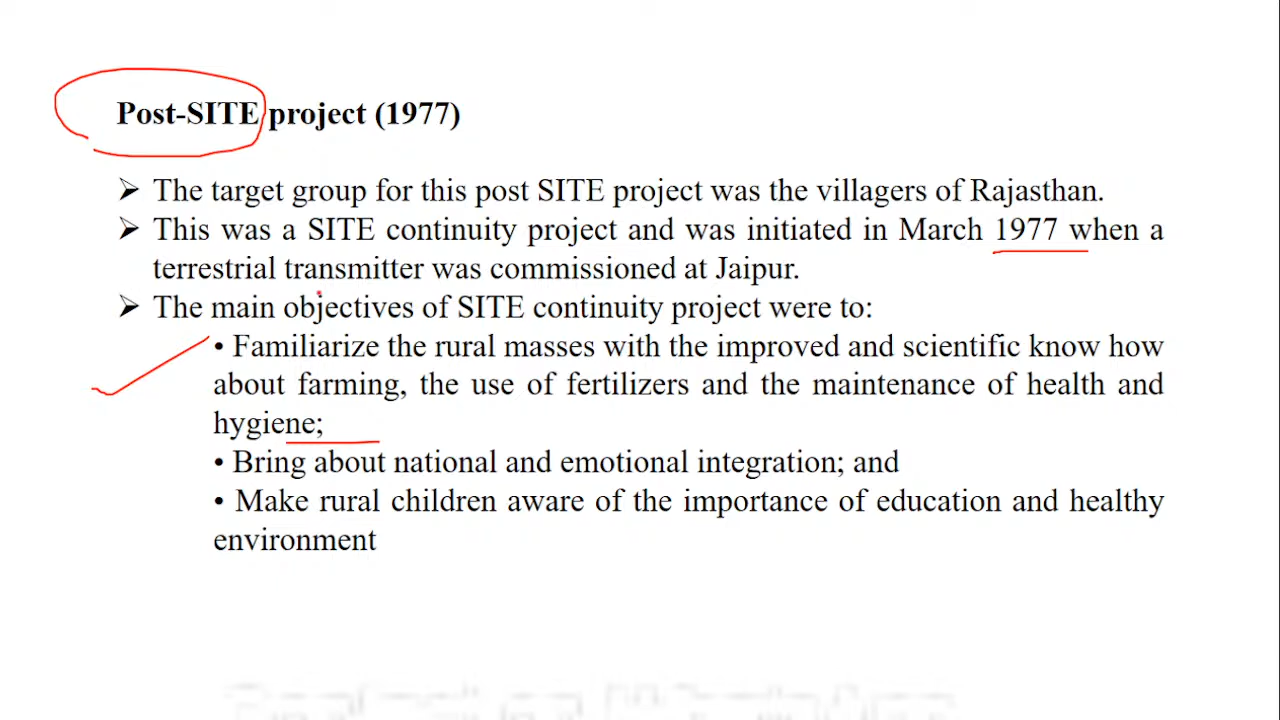 Post-SITE project (1977)
➢ The target group for this post SITE project was the villagers of Rajasthan.
➢ This was a SITE continuity project and was initiated in March 1977 when a
terrestrial transmitter was commissioned at Jaipur.
➢ The main objectives of SITE continuity project were to:
• Familiarize the rural masses with the improved and scientific know how
about farming, the use of fertilizers and the maintenance of health and
hygiene;
• Bring about national and emotional integration; and
• Make rural children aware of the importance of education and healthy
environment